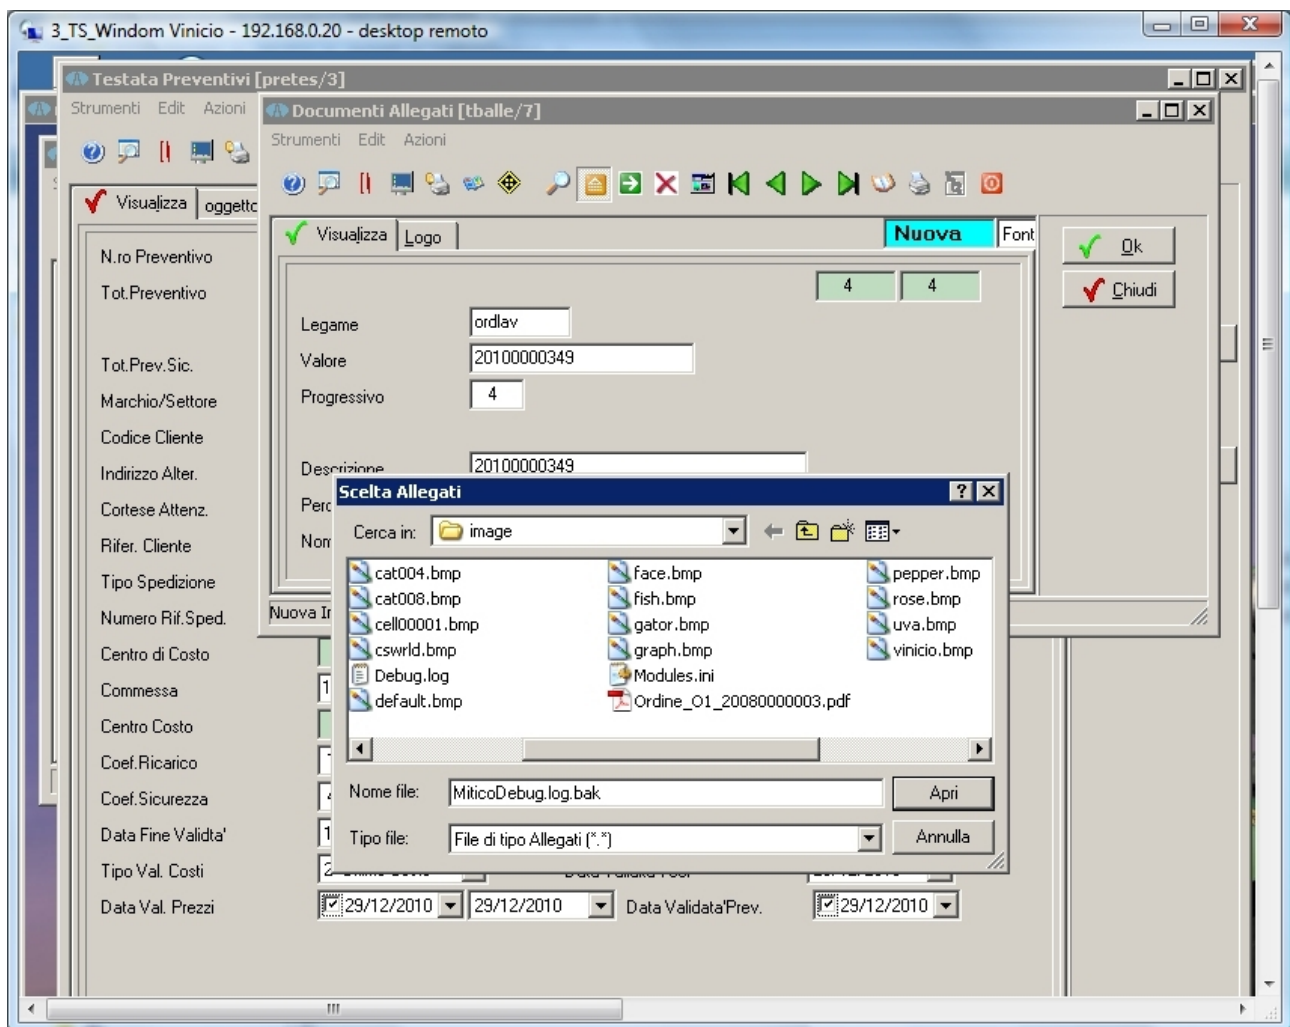 3_TS_Windom Vinicio - 192.168.0.20 - desktop remoto
Testata Preventivi [pretes/3]
Strumenti Edit Azioni
Documenti Allegati [tballe/7]
Strumenti Edit Azioni
Visualizza oggetto
Visualizza Logo Nuova Font
Ok
Chiudi
4 4
Legame ordlav
Valore 20100000349
Progressivo 4
Descrizione 20100000349
Nuova
N.ro Preventivo
Tot.Preventivo
Tot.Prev.Sic.
Marchio/Settore
Codice Cliente
Indirizzo Alter.
Cortese Attenz.
Rifer. Cliente
Tipo Spedizione
Numero Rif.Sped.
Centro di Costo
Commessa
Centro Costo
Coef.Ricarico
Coef.Sicurezza
Data Fine Validta'
Tipo Val. Costi
Data Val. Prezzi 29/12/2010 29/12/2010 Data Validata'Prev. 29/12/2010
Scelta Allegati
Cerca in: image
cat004.bmp face.bmp pepper.bmp
cat008.bmp fish.bmp rose.bmp
cell00001.bmp gator.bmp uva.bmp
cswrld.bmp graph.bmp vinicio.bmp
Debug.log Modules.ini
default.bmp Ordine_O1_20080000003.pdf
Nome file: MiticoDebug.log.bak Apri
Tipo file: File di tipo Allegati (*.*) Annulla